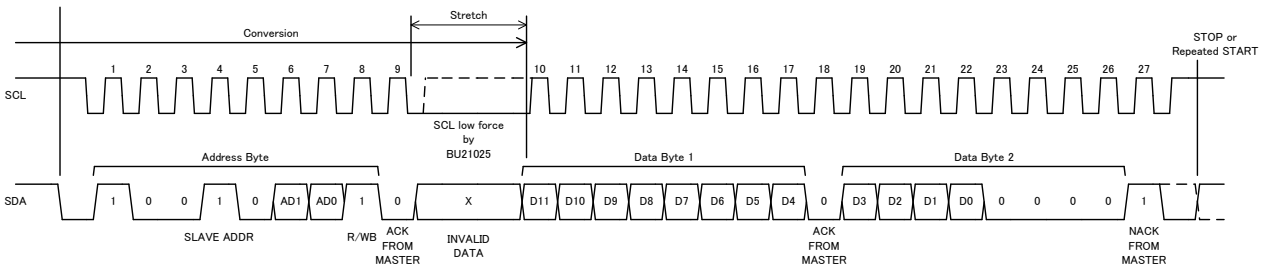 Stretch
Conversion
STOP or
Repeated START
1 2 3 4 5 6 7 8 9 10 11 12 13 14 15 16 17 18 19 20 21 22 23 24 25 26 27
SCL
SCL low force
by
BU21025
Address Byte Data Byte 1 Data Byte 2
SDA
1 0 0 1 0 AD1 AD0 1 0 X D11 D10 D9 D8 D7 D6 D5 D4 0 D3 D2 D1 D0 0 0 0 0 1
SLAVE ADDR
R/WB
ACK
FROM
MASTER
INVALID
DATA
ACK
FROM
MASTER
NACK
FROM
MASTER